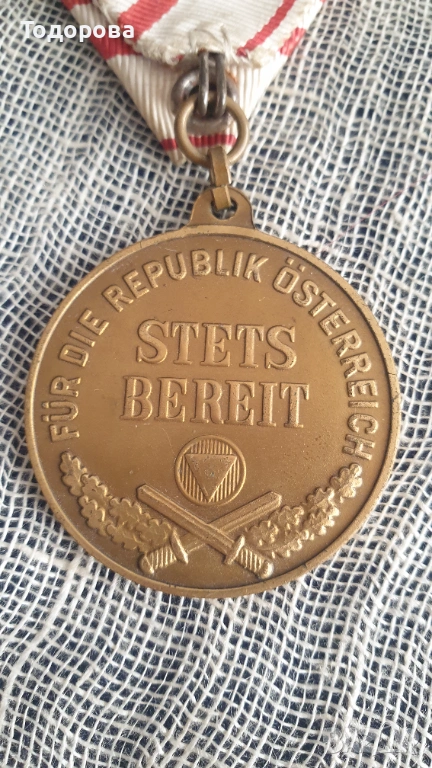 Тодорова
FÜR DIE REPUBLIK ÖSTERREICH
STETS
BEREIT